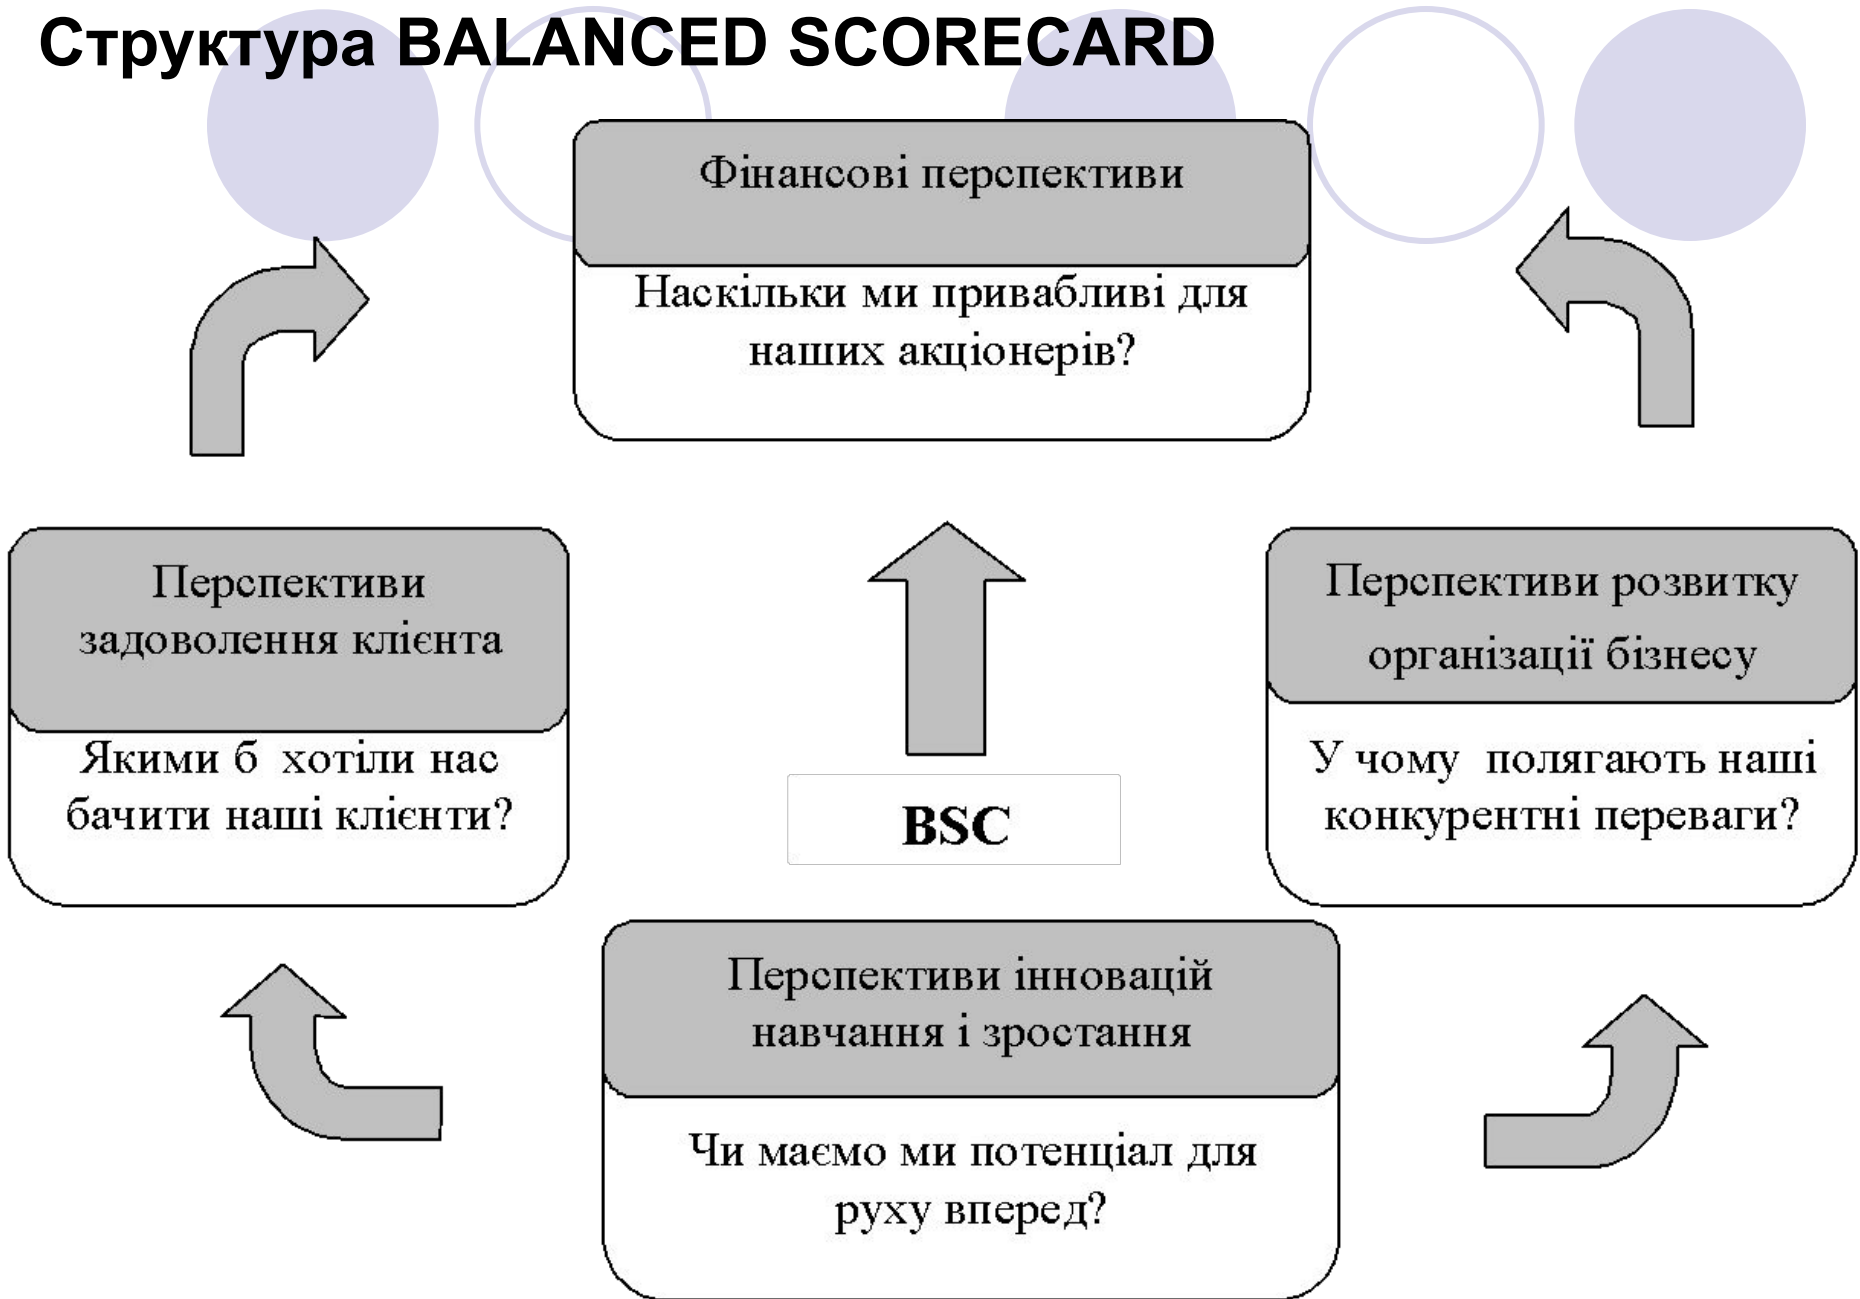 Структура BALANCED SCORECARD
Фінансові перспективи
Наскільки ми привабливі для
наших акціонерів?
Перспективи
задоволення клієнта
Якими б хотіли нас
бачити наші клієнти?
BSC
Перспективи розвитку
організації бізнесу
У чому полягають наші
конкурентні переваги?
Перспективи інновацій
навчання і зростання
Чи маємо ми потенціал для
руху вперед?